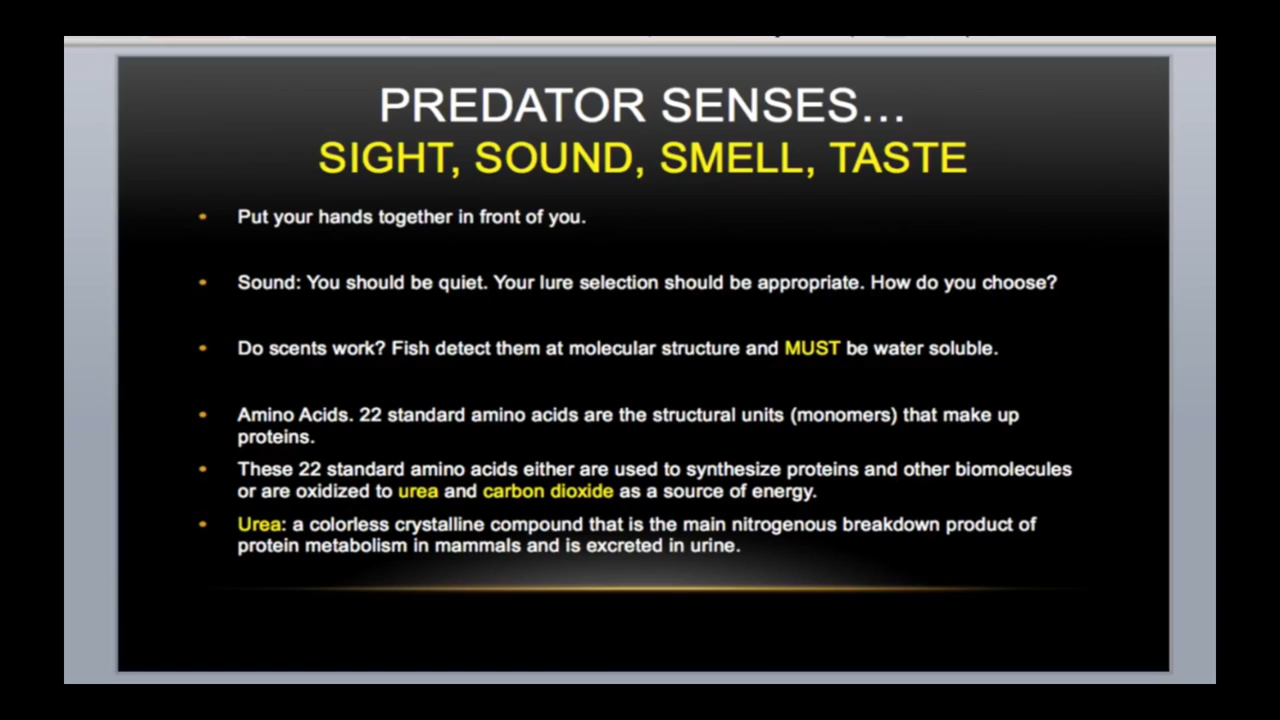 PREDATOR SENSES...
SIGHT, SOUND, SMELL, TASTE
• Put your hands together in front of you.
• Sound: You should be quiet. Your lure selection should be appropriate. How do you choose?
• Do scents work? Fish detect them at molecular structure and MUST be water soluble.
• Amino Acids. 22 standard amino acids are the structural units (monomers) that make up
proteins.
• These 22 standard amino acids either are used to synthesize proteins and other biomolecules
or are oxidized to urea and carbon dioxide as a source of energy.
• Urea: a colorless crystalline compound that is the main nitrogenous breakdown product of
protein metabolism in mammals and is excreted in urine.